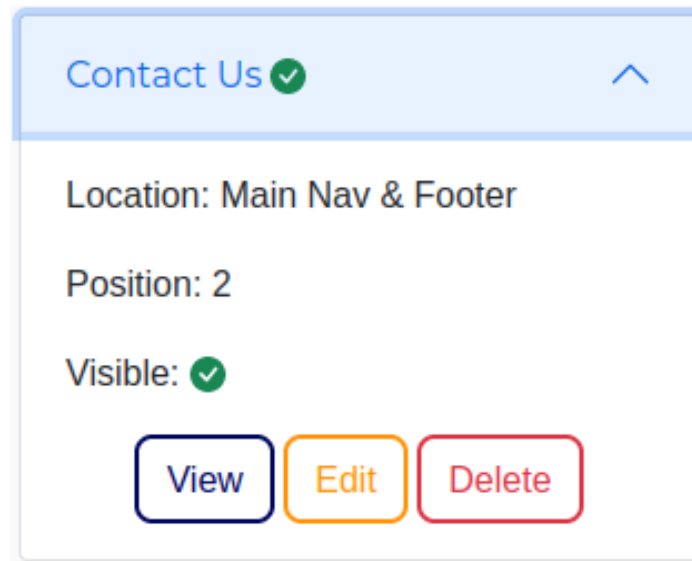 Contact Us
Location: Main Nav & Footer
Position: 2
Visible:
View Edit Delete